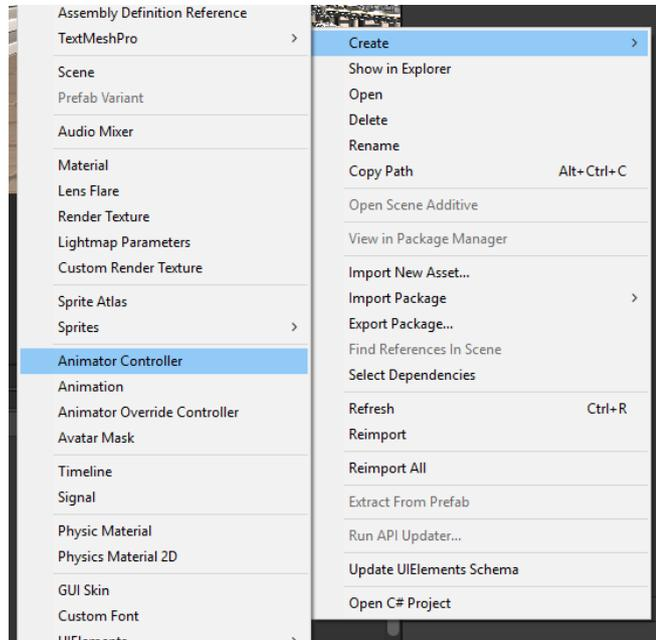 Assembly Definition Reference
TextMeshPro
Scene
Prefab Variant
Audio Mixer
Material
Lens Flare
Render Texture
Lightmap Parameters
Custom Render Texture
Sprite Atlas
Sprites
Animator Controller
Animation
Animator Override Controller
Avatar Mask
Timeline
Signal
Physic Material
Physics Material 2D
GUI Skin
Custom Font
UIElements
Create
Show in Explorer
Open
Delete
Rename
Copy Path Alt+Ctrl+C
Open Scene Additive
View in Package Manager
Import New Asset...
Import Package
Export Package...
Find References In Scene
Select Dependencies
Refresh Ctrl+R
Reimport
Reimport All
Extract From Prefab
Run API Updater...
Update UIElements Schema
Open C# Project